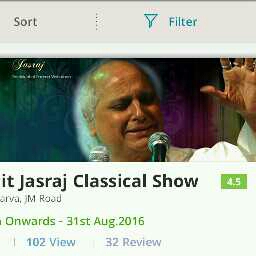 Sort
Filter
Jasraj
it Jasraj Classical Show
4.5
arva, JM Road
Onwards - 31st Aug.2016
102 View
32 Review